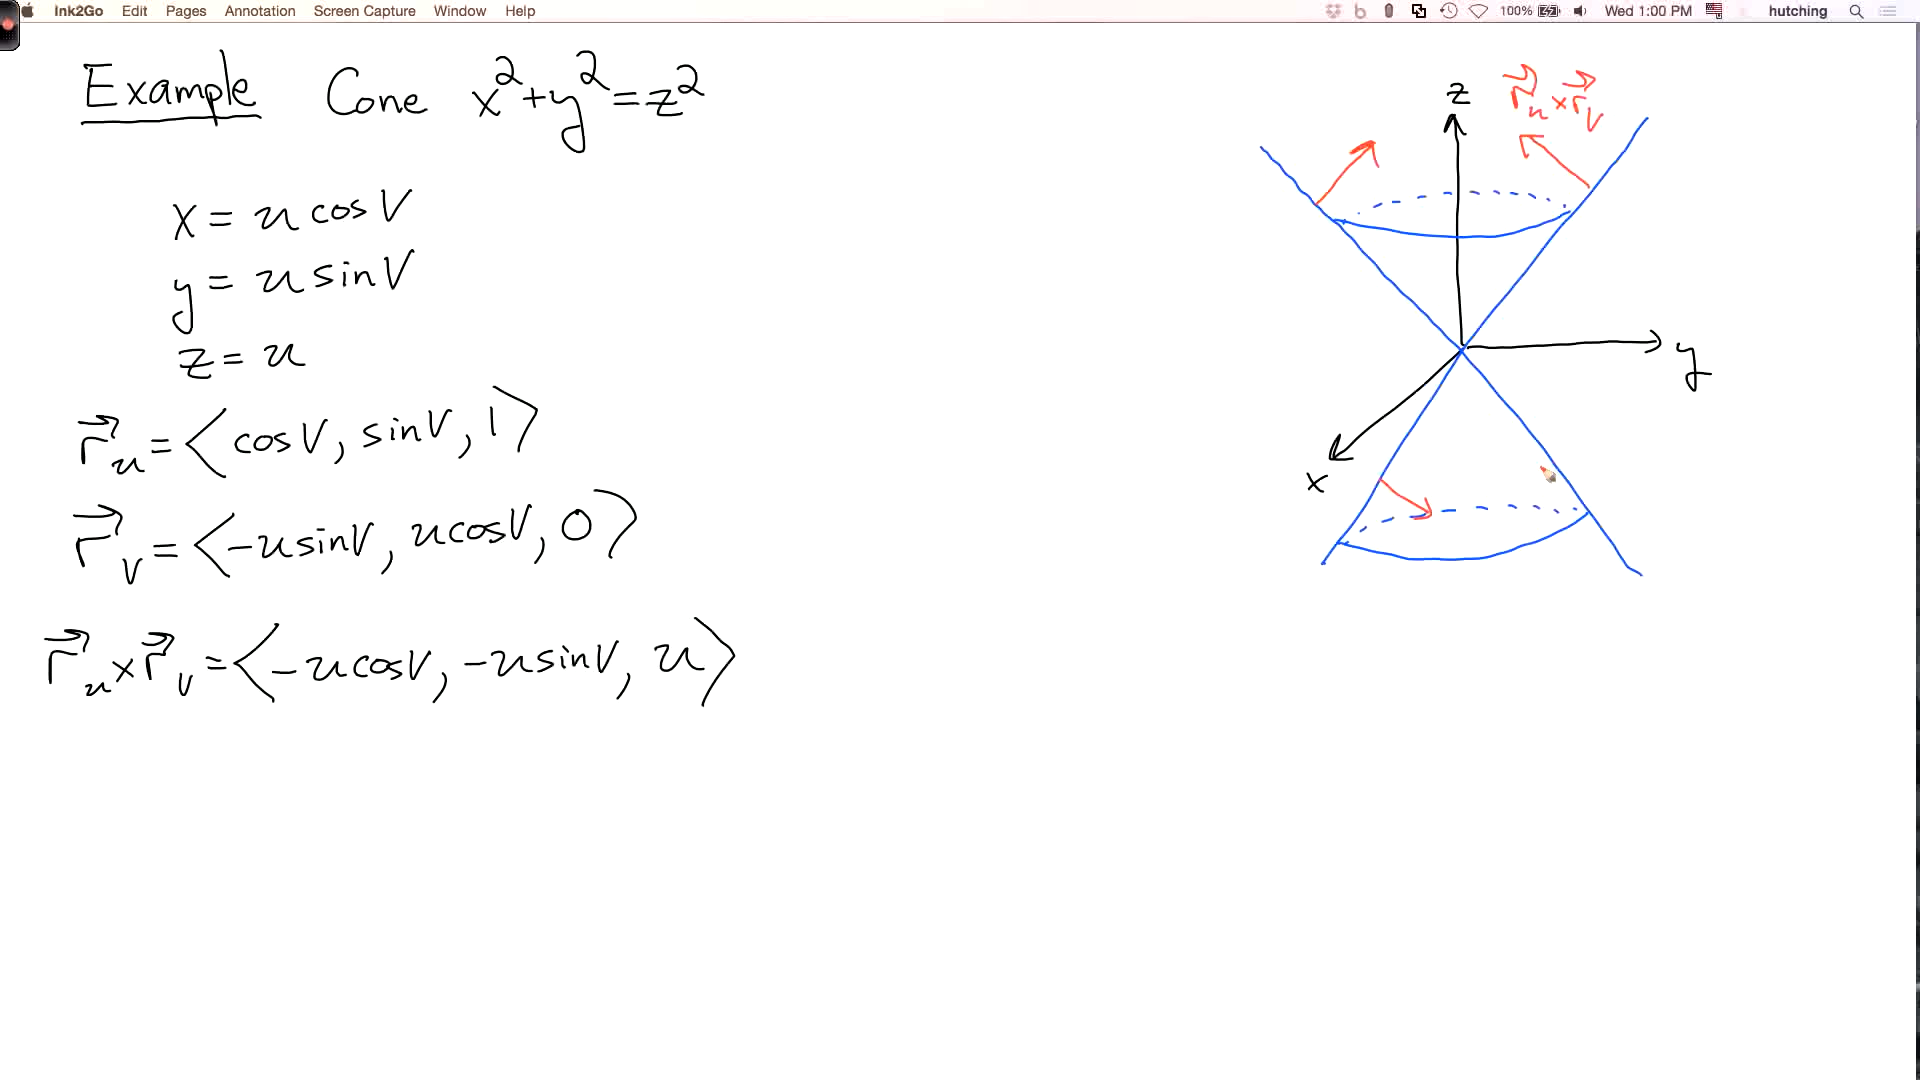 Ink2Go Edit Pages Annotation Screen Capture Window Help 100% Wed 1:00 PM hutching
Example Cone x²+y²=z²
x = u cos v
y = u sin v
z = u
r⃗ᵤ = ⟨cos v, sin v, 1⟩
r⃗ᵥ = ⟨-u sin v, u cos v, 0⟩
r⃗ᵤ × r⃗ᵥ = ⟨-u cos v, -u sin v, u⟩
z
r⃗ᵤ × r⃗ᵥ
y
x